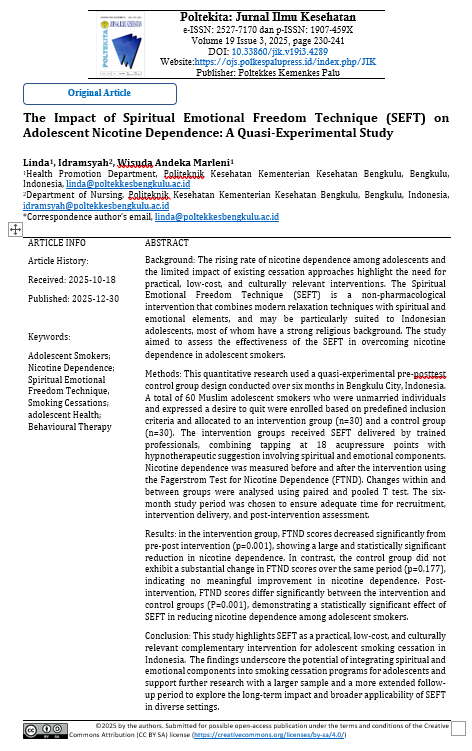 Poltekita: Jurnal Ilmu Kesehatan
e-ISSN: 2527-7170 dan p-ISSN: 1907-459X
Volume 19 Issue 3, 2025, page 230-241
DOI: 10.33860/jik.v19i3.4289
Website:https://ojs.polkespalupress.id/index.php/JIK
Publisher: Poltekkes Kemenkes Palu
POLTEKITA
Original Article
The Impact of Spiritual Emotional Freedom Technique (SEFT) on
Adolescent Nicotine Dependence: A Quasi-Experimental Study
Linda¹, Idramsyah², Wisuda Andeka Marleni¹
¹Health Promotion Department, Politeknik Kesehatan Kementerian Kesehatan Bengkulu, Bengkulu,
Indonesia, linda@poltekkesbengkulu.ac.id
²Department of Nursing, Politeknik Kesehatan Kementerian Kesehatan Bengkulu, Bengkulu, Indonesia,
idramsyah@poltekkesbengkulu.ac.id
*Correspondence author's email, linda@poltekkesbengkulu.ac.id
ARTICLE INFO
Article History:
Received: 2025-10-18
Published: 2025-12-30
Keywords:
Adolescent Smokers;
Nicotine Dependence;
Spiritual Emotional
Freedom Technique,
Smoking Cessations;
adolescent Health;
Behavioural Therapy
ABSTRACT
Background: The rising rate of nicotine dependence among adolescents and
the limited impact of existing cessation approaches highlight the need for
practical, low-cost, and culturally relevant interventions. The Spiritual
Emotional Freedom Technique (SEFT) is a non-pharmacological
intervention that combines modern relaxation techniques with spiritual and
emotional elements, and may be particularly suited to Indonesian
adolescents, most of whom have a strong religious background. The study
aimed to assess the effectiveness of the SEFT in overcoming nicotine
dependence in adolescent smokers.
Methods: This quantitative research used a quasi-experimental pre-posttest
control group design conducted over six months in Bengkulu City, Indonesia.
A total of 60 Muslim adolescent smokers who were unmarried individuals
and expressed a desire to quit were enrolled based on predefined inclusion
criteria and allocated to an intervention group (n=30) and a control group
(n=30). The intervention groups received SEFT delivered by trained
professionals, combining tapping at 18 acupressure points with
hypnotherapeutic suggestion involving spiritual and emotional components.
Nicotine dependence was measured before and after the intervention using
the Fagerstrom Test for Nicotine Dependence (FTND). Changes within and
between groups were analysed using paired and pooled T test. The six-
month study period was chosen to ensure adequate time for recruitment,
intervention delivery, and post-intervention assessment.
Results: in the intervention group, FTND scores decreased significantly from
pre-post intervention (p=0.001), showing a large and statistically significant
reduction in nicotine dependence. In contrast, the control group did not
exhibit a substantial change in FTND scores over the same period (p=0.177),
indicating no meaningful improvement in nicotine dependence. Post-
intervention, FTND scores differ significantly between the intervention and
control groups (P=0.001), demonstrating a statistically significant effect of
SEFT in reducing nicotine dependence among adolescent smokers.
Conclusion: This study highlights SEFT as a practical, low-cost, and culturally
relevant complementary intervention for adolescent smoking cessation in
Indonesia. The findings underscore the potential of integrating spiritual and
emotional components into smoking cessation programs for adolescents and
support further research with a larger sample and a more extended follow-
up period to explore the long-term impact and broader applicability of SEFT
in diverse settings.
©2025 by the authors. Submitted for possible open-access publication under the terms and conditions of the Creative
Commons Attribution (CC BY SA) license (https://creativecommons.org/licenses/by-sa/4.0/)
BY SA